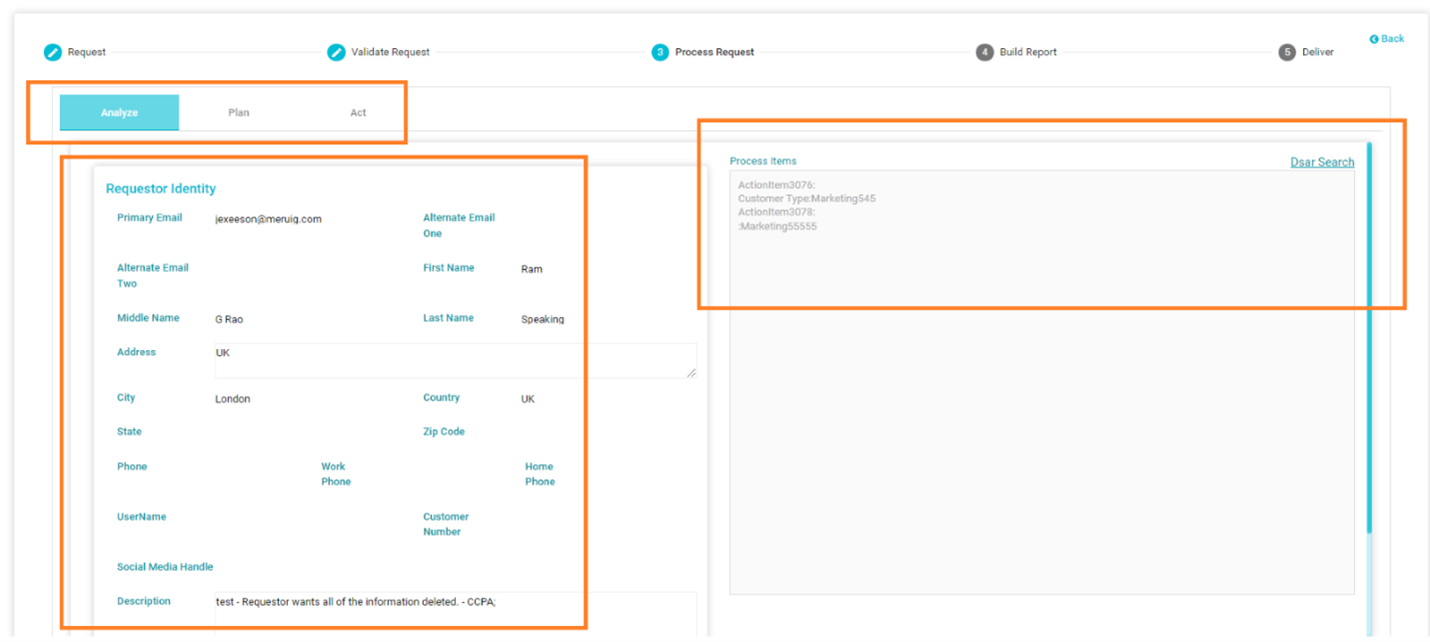 Request
Validate Request
3 Process Request
4 Build Report
5 Deliver
Back
Analyze Plan Act
Requestor Identity
Primary Email jexeeson@meruig.com Alternate Email
One
Alternate Email First Name Ram
Two
Middle Name G Rao Last Name Speaking
Address UK
City London Country UK
State Zip Code
Phone Work Home
Phone Phone
UserName Customer
Number
Social Media Handle
Description test - Requestor wants all of the information deleted. - CCPA;
Process Items Dsar Search
ActionItem3076:
Customer Type:Marketing545
ActionItem3078:
:Marketing55555